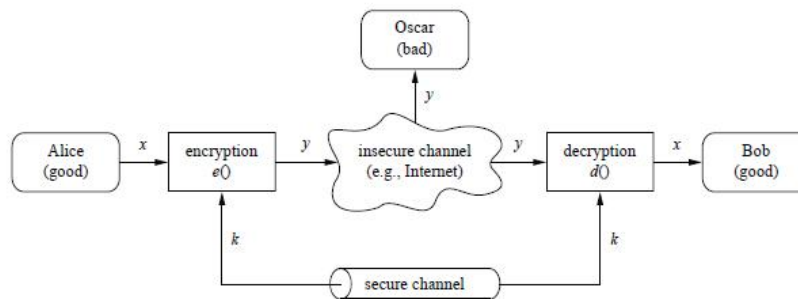 Oscar
(bad)
y
Alice
(good)
x
encryption
e()
y
insecure channel
(e.g., Internet)
y
decryption
d()
x
Bob
(good)
k
k
secure channel